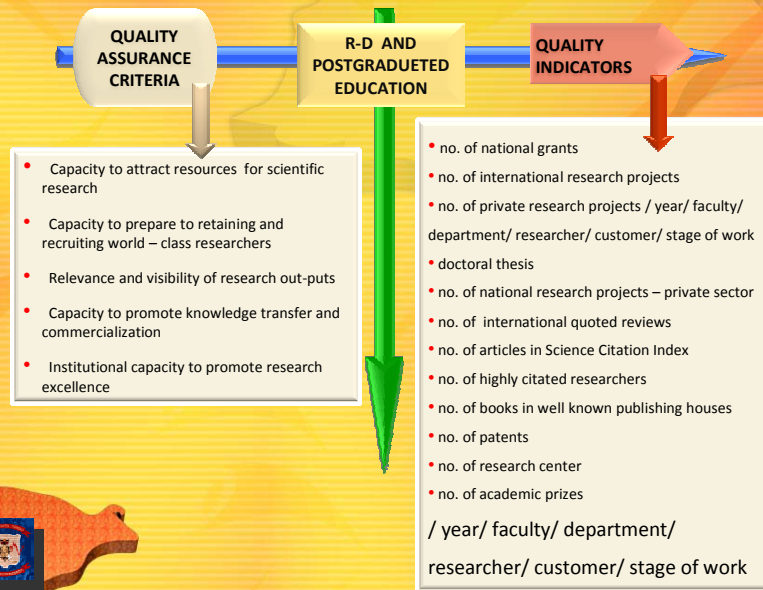 QUALITY
ASSURANCE
CRITERIA
R-D AND
POSTGRADUETED
EDUCATION
QUALITY
INDICATORS
• Capacity to attract resources for scientific
research
• Capacity to prepare to retaining and
recruiting world – class researchers
• Relevance and visibility of research out-puts
• Capacity to promote knowledge transfer and
commercialization
• Institutional capacity to promote research
excellence
• no. of national grants
• no. of international research projects
• no. of private research projects / year/ faculty/
department/ researcher/ customer/ stage of work
• doctoral thesis
• no. of national research projects – private sector
• no. of international quoted reviews
• no. of articles in Science Citation Index
• no. of highly cited researchers
• no. of books in well known publishing houses
• no. of patents
• no. of research center
• no. of academic prizes
/ year/ faculty/ department/
researcher/ customer/ stage of work